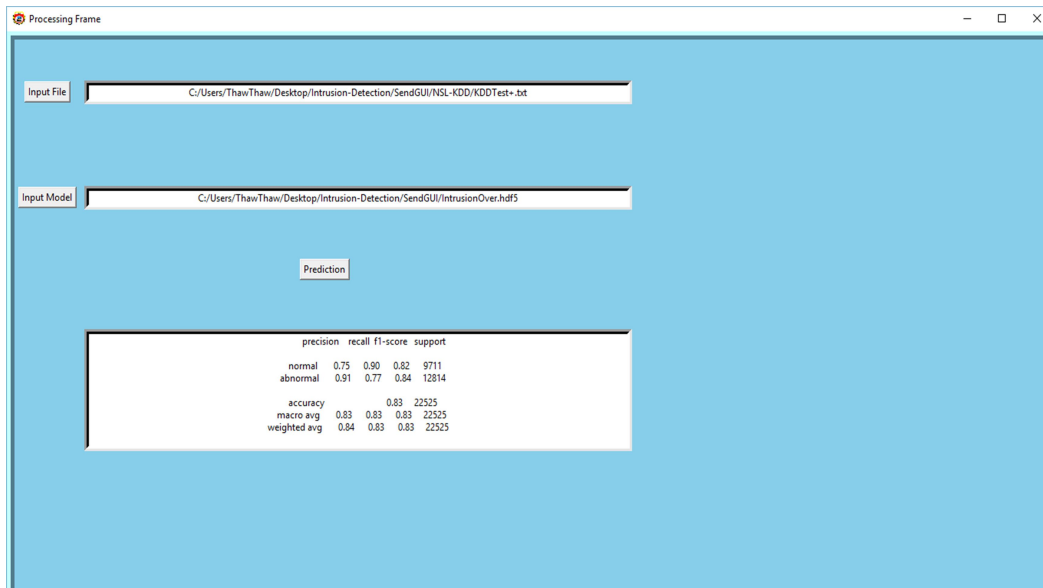 Processing Frame
Input File C:/Users/ThawThaw/Desktop/Intrusion-Detection/SendGUI/NSL-KDD/KDDTest+.txt
Input Model C:/Users/ThawThaw/Desktop/Intrusion-Detection/SendGUI/IntrusionOver.hdf5
Prediction
precision recall f1-score support
normal 0.75 0.90 0.82 9711
abnormal 0.91 0.77 0.84 12814
accuracy 0.83 22525
macro avg 0.83 0.83 0.83 22525
weighted avg 0.84 0.83 0.83 22525